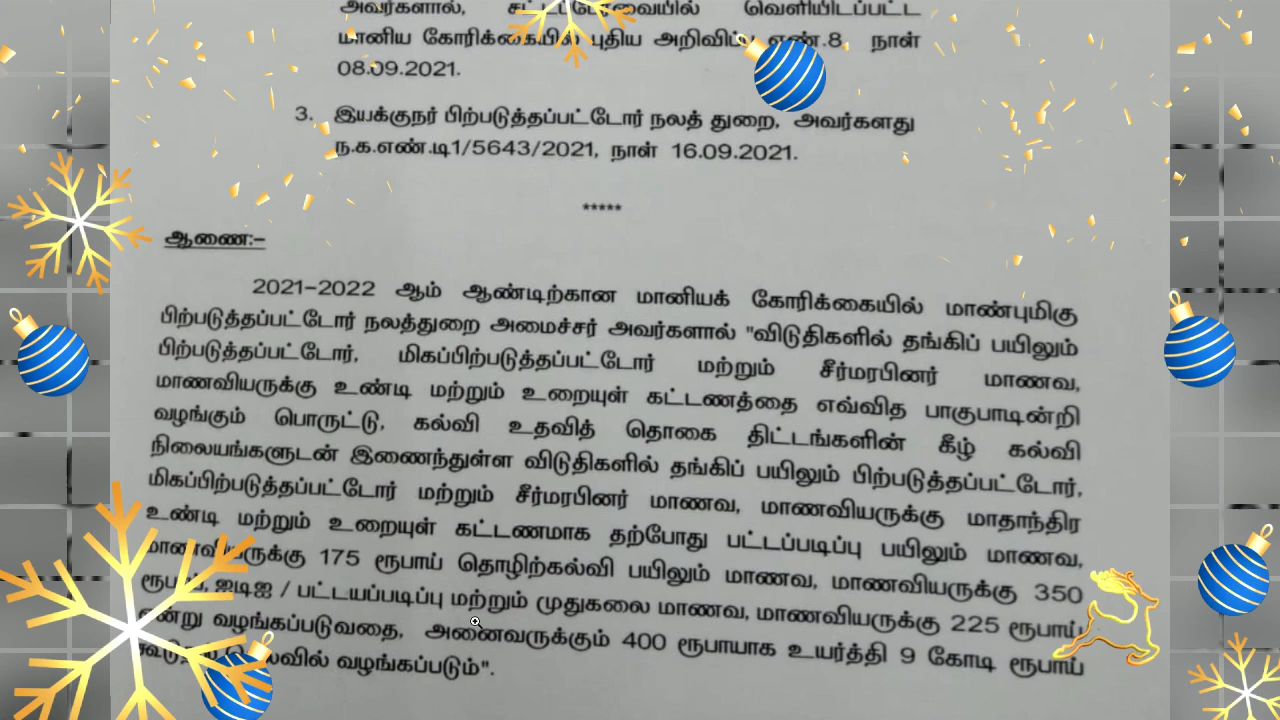 அவர்களால், சட்டப்பேரவையில் வெளியிடப்பட்ட
மானிய கோரிக்கையில் புதிய அறிவிப்பு எண்.8, நாள்
08.09.2021.
3. இயக்குநர் பிற்படுத்தப்பட்டோர் நலத் துறை, அவர்களது
ந.க.எண்.டி1/5643/2021, நாள் 16.09.2021.
*****
ஆணை:-
2021-2022 ஆம் ஆண்டிற்கான மானியக் கோரிக்கையில் மாண்புமிகு
பிற்படுத்தப்பட்டோர் நலத்துறை அமைச்சர் அவர்களால் "விடுதிகளில் தங்கிப் பயிலும்
பிற்படுத்தப்பட்டோர், மிகப்பிற்படுத்தப்பட்டோர் மற்றும் சீர்மரபினர் மாணவ,
மாணவியருக்கு உண்டி மற்றும் உறையுள் கட்டணத்தை எவ்வித பாகுபாடின்றி
வழங்கும் பொருட்டு, கல்வி உதவித் தொகை திட்டங்களின் கீழ் கல்வி
நிலையங்களுடன் இணைந்துள்ள விடுதிகளில் தங்கிப் பயிலும் பிற்படுத்தப்பட்டோர்,
மிகப்பிற்படுத்தப்பட்டோர் மற்றும் சீர்மரபினர் மாணவ, மாணவியருக்கு மாதாந்திர
உண்டி மற்றும் உறையுள் கட்டணமாக தற்போது பட்டப்படிப்பு பயிலும் மாணவ,
மாணவியருக்கு 175 ரூபாய் தொழிற்கல்வி பயிலும் மாணவ, மாணவியருக்கு 350
ரூபாய், ஐடிஐ / பட்டயப்படிப்பு மற்றும் முதுகலை மாணவ, மாணவியருக்கு 225 ரூபாய்
என்று வழங்கப்படுவதை, அனைவருக்கும் 400 ரூபாயாக உயர்த்தி 9 கோடி ரூபாய்
வழங்கப்படும்".